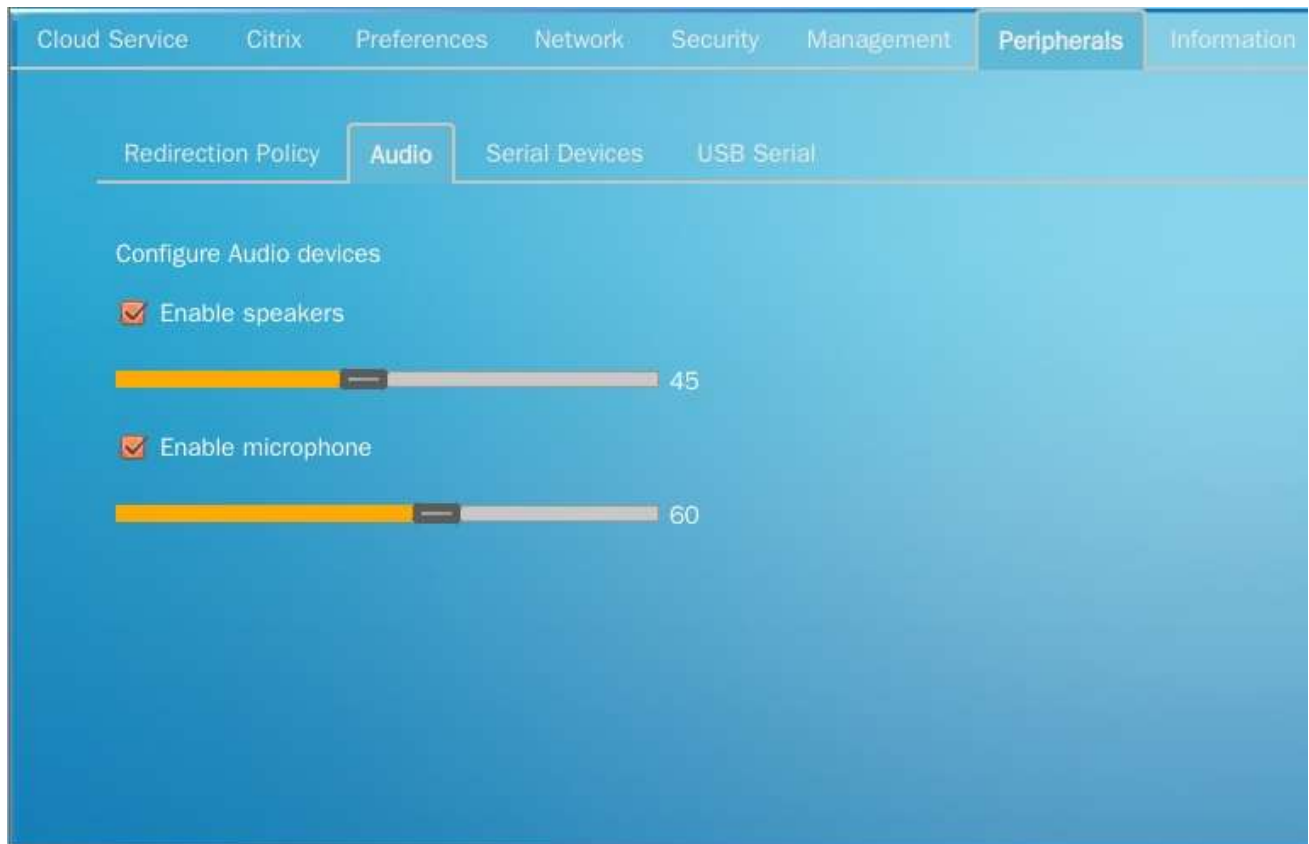 Cloud Service Citrix Preferences Network Security Management Peripherals Information
Redirection Policy Audio Serial Devices USB Serial
Configure Audio devices
Enable speakers
45
Enable microphone
60